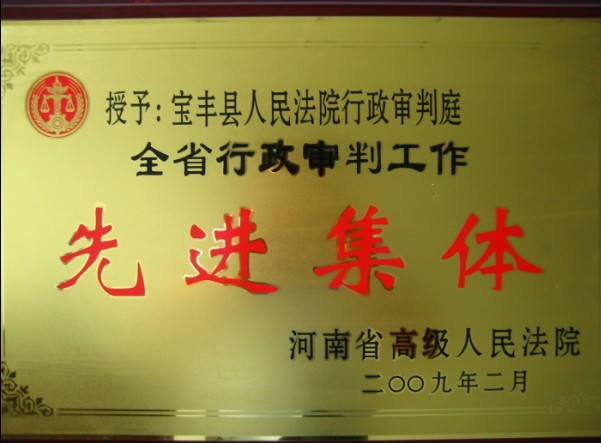 授予：宝丰县人民法院行政审判庭
全省行政审判工作
先进集体
河南省高级人民法院
二〇〇九年二月